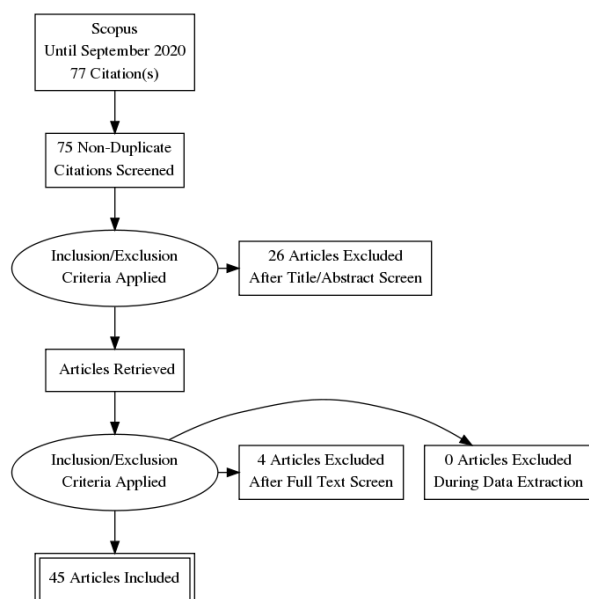 Scopus
Until September 2020
77 Citation(s)
75 Non-Duplicate
Citations Screened
Inclusion/Exclusion
Criteria Applied
26 Articles Excluded
After Title/Abstract Screen
Articles Retrieved
Inclusion/Exclusion
Criteria Applied
4 Articles Excluded
After Full Text Screen
0 Articles Excluded
During Data Extraction
45 Articles Included